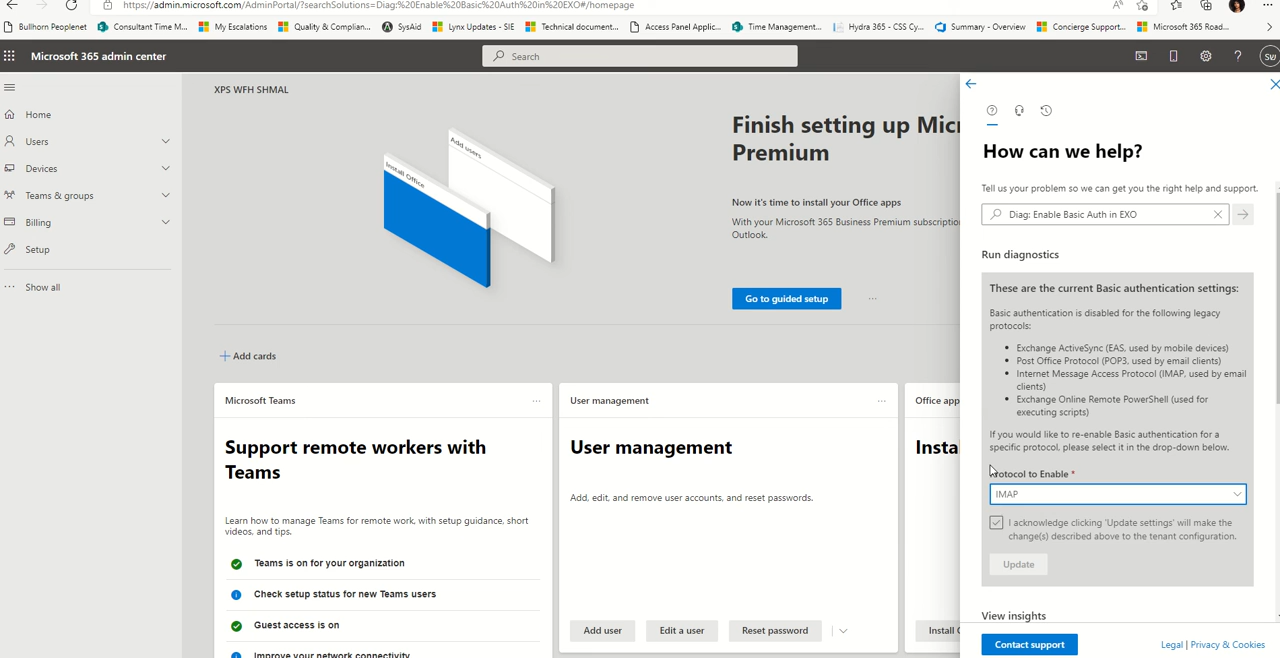 https://admin.microsoft.com/AdminPortal/?searchSolutions=Diag:%20Enable%20Basic%20Auth%20in%20EXO#/homepage
Bullhorn Peoplenet
Consultant Time M...
My Escalations
Quality & Complian...
SysAid
Lynx Updates - SIE
Technical document...
Access Panel Applic...
Time Management...
Hydra 365 - CSS Cy...
Summary - Overview
Concierge Support...
Microsoft 365 Road...
Microsoft 365 admin center
Search
SW
Home
Users
Devices
Teams & groups
Billing
Setup
Show all
XPS WFH SHMAL
Add users
Install Office
Finish setting up Mic
Premium
Now it's time to install your Office apps
With your Microsoft 365 Business Premium subscriptio
Outlook.
Go to guided setup
Add cards
Microsoft Teams
Support remote workers with
Teams
Learn how to manage Teams for remote work, with setup guidance, short
videos, and tips.
Teams is on for your organization
Check setup status for new Teams users
Guest access is on
Improve your network connectivity
User management
User management
Add, edit, and remove user accounts, and reset passwords.
Add user
Edit a user
Reset password
Office app
Insta
Install
How can we help?
Tell us your problem so we can get you the right help and support.
Diag: Enable Basic Auth in EXO
Run diagnostics
These are the current Basic authentication settings:
Basic authentication is disabled for the following legacy
protocols:
• Exchange ActiveSync (EAS, used by mobile devices)
• Post Office Protocol (POP3, used by email clients)
• Internet Message Access Protocol (IMAP, used by email
clients)
• Exchange Online Remote PowerShell (used for
executing scripts)
If you would like to re-enable Basic authentication for a
specific protocol, please select it in the drop-down below.
Protocol to Enable *
IMAP
I acknowledge clicking 'Update settings' will make the
change(s) described above to the tenant configuration.
Update
View insights
Contact support
Legal | Privacy & Cookies